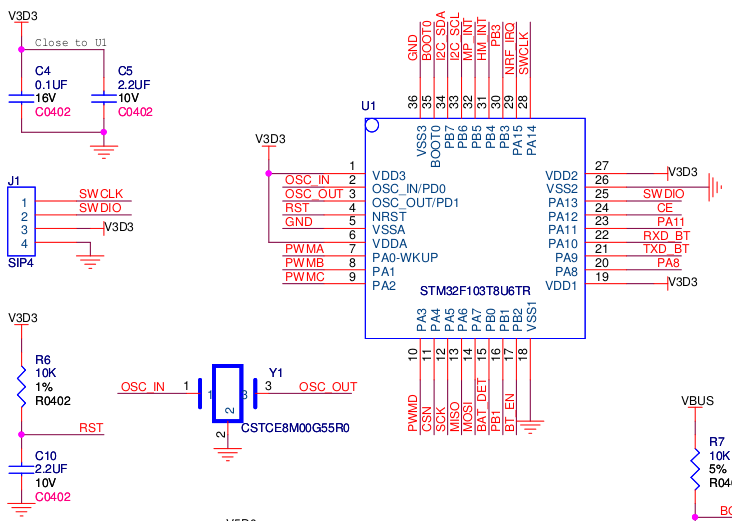 V3D3
Close to U1
C4
0.1UF
16V
C0402
C5
2.2UF
10V
C0402
J1
1 SWCLK
2 SWDIO
3 V3D3
4
SIP4
V3D3
R6
10K
1%
R0402
RST
C10
2.2UF
10V
C0402
OSC_IN 1 1 2 3 3 OSC_OUT
Y1
2
CSTCE8M00G55R0
U1
GND 36 VSS3
BOOT0 35 BOOT0
I2C_SDA 34 PB7
I2C_SCL 33 PB6
MP_INT 32 PB5
HM_INT 31 PB4
PB3 30 PB3
NRF_IRQ 29 PA15
SWCLK 28 PA14
V3D3
1 VDD3
OSC_IN 2 OSC_IN/PD0
OSC_OUT 3 OSC_OUT/PD1
RST 4 NRST
GND 5 VSSA
6 VDDA
PWMA 7 PA0-WKUP
PWMB 8 PA1
PWMC 9 PA2
VDD2 27 V3D3
VSS2 26
PA13 25 SWDIO
PA12 24 CE
PA11 23 PA11
PA10 22 RXD_BT
PA9 21 TXD_BT
PA8 20 PA8
VDD1 19 V3D3
STM32F103T8U6TR
PA3 10 PWMD
PA4 11 CSN
PA5 12 SCK
PA6 13 MISO
PA7 14 MOSI
PB0 15 BAT_DET
PB1 16 PB1
PB2 17 BT_EN
VSS1 18
VBUS
R7
10K
5%
R04